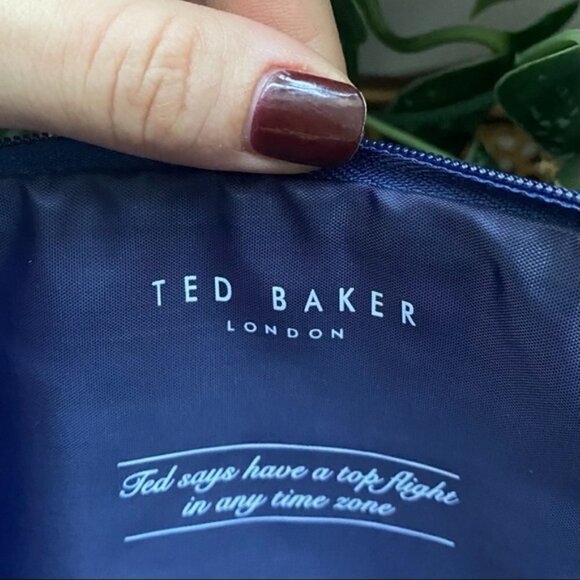 TED BAKER
LONDON
Ted says have a top flight
in any time zone